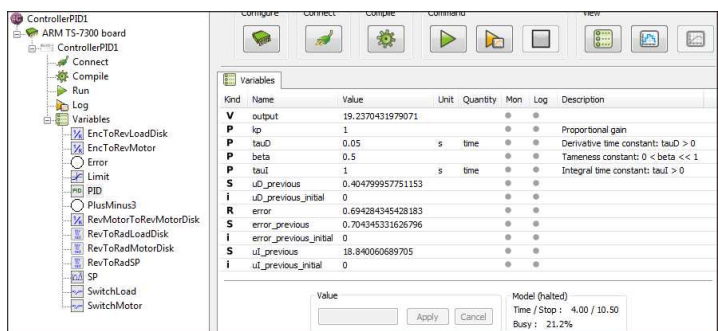 ControllerPID1
ARM TS-7300 board
ControllerPID1
Connect
Compile
Run
Log
Variables
EncToRevLoadDisk
EncToRevMotor
Error
Limit
PID
PlusMinus3
RevMotorToRevMotorDisk
RevToRadLoadDisk
RevToRadMotorDisk
RevToRadSP
SP
SwitchLoad
SwitchMotor
Configure Connect Compile Command View
Variables
Kind Name Value Unit Quantity Mon Log Description
V output 19.2370431979071
P kp 1 Proportional gain
P tauD 0.05 s time Derivative time constant: tauD > 0
P beta 0.5 Tameness constant: 0 < beta << 1
P tauI 1 s time Integral time constant: tauI > 0
S uD_previous 0.404799957751153
i uD_previous_initial 0
R error 0.694284345428183
S error_previous 0.704345331626796
i error_previous_initial 0
S uI_previous 18.840060689705
i uI_previous_initial 0
Value
Apply Cancel
Model (halted)
Time / Stop : 4.00 / 10.50
Busy : 21.2%